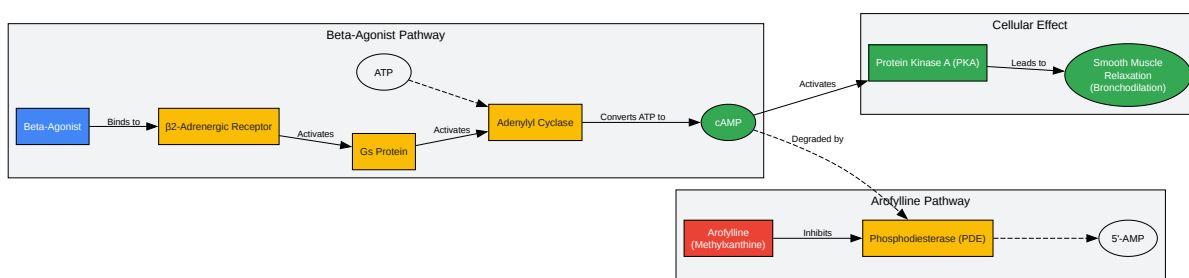 Beta-Agonist Pathway
ATP
Beta-Agonist
Binds to
β2-Adrenergic Receptor
Activates
Gs Protein
Activates
Adenylyl Cyclase
Converts ATP to
cAMP
Activates
Degraded by
Cellular Effect
Protein Kinase A (PKA)
Leads to
Smooth Muscle
Relaxation
(Bronchodilation)
Arofylline Pathway
Arofylline
(Methylxanthine)
Inhibits
Phosphodiesterase (PDE)
5'-AMP